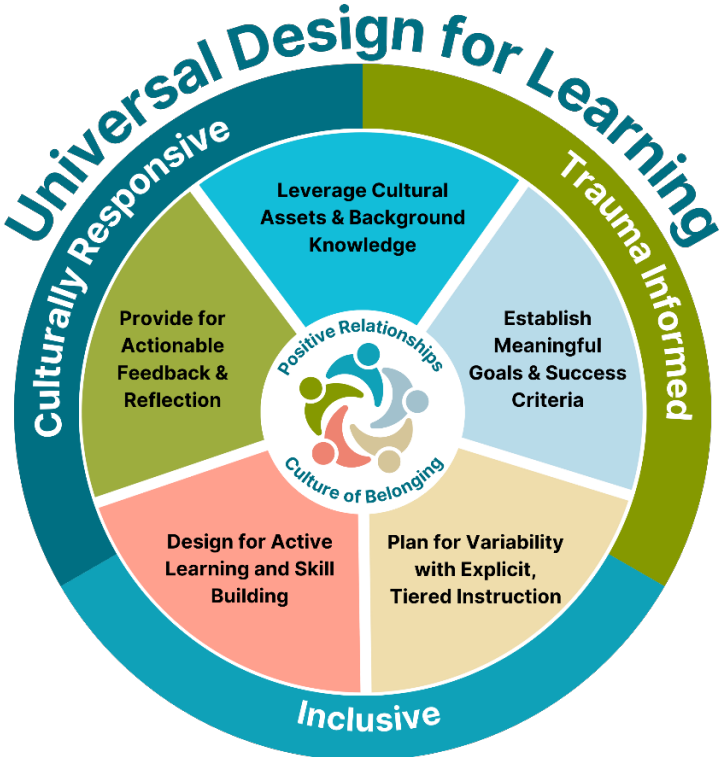 Universal Design for Learning
Culturally Responsive
Trauma Informed
Inclusive
Leverage Cultural
Assets & Background
Knowledge
Establish
Meaningful
Goals & Success
Criteria
Plan for Variability
with Explicit,
Tiered Instruction
Design for Active
Learning and Skill
Building
Provide for
Actionable
Feedback &
Reflection
Positive Relationships
Culture of Belonging